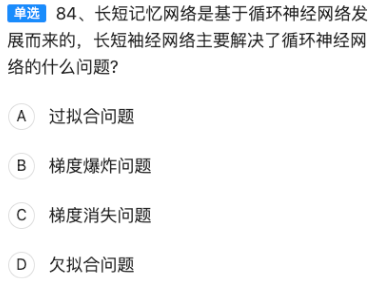 单选 84、长短记忆网络是基于循环神经网络发
展而来的，长短袖经网络主要解决了循环神经网
络的什么问题?
A 过拟合问题
B 梯度爆炸问题
C 梯度消失问题
D 欠拟合问题